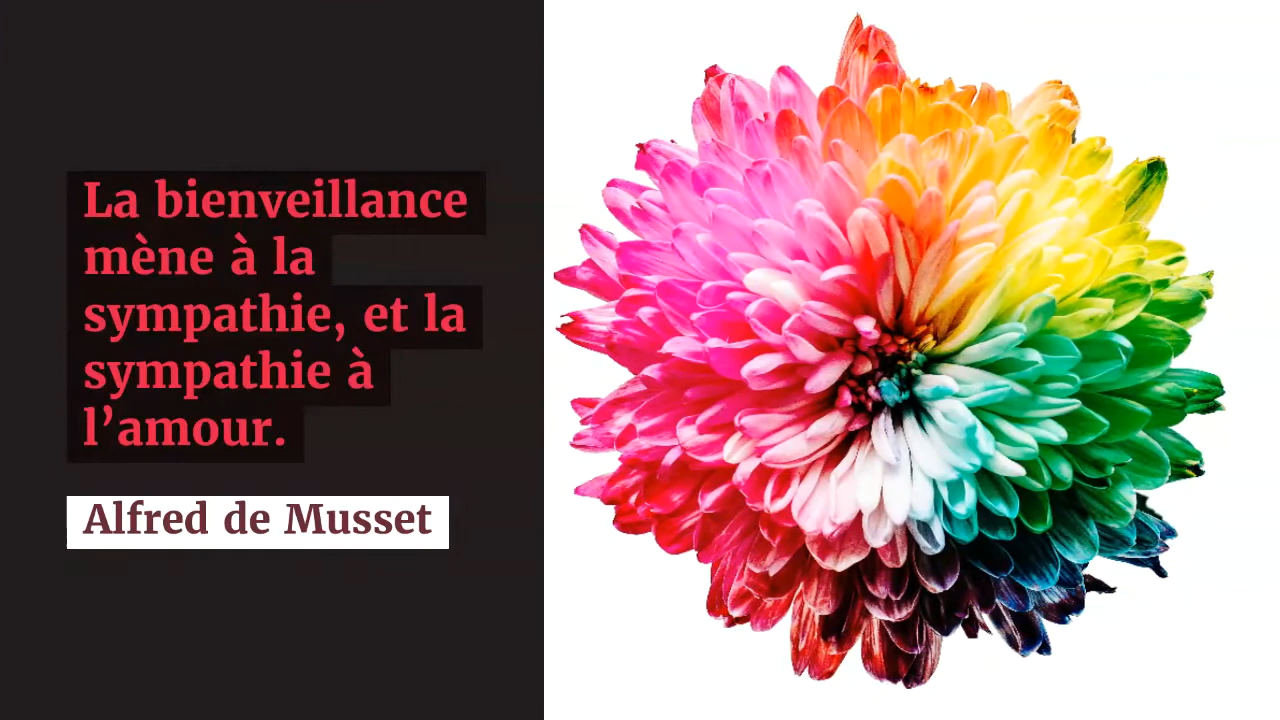 La bienveillance
mène à la
sympathie, et la
sympathie à
l’amour.
Alfred de Musset